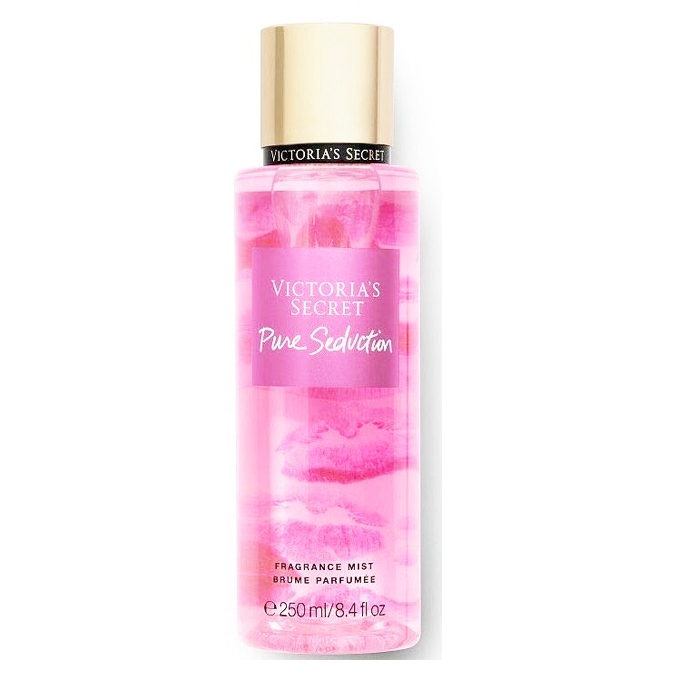 VICTORIA'S SECRET
VICTORIA'S
SECRET
Pure Seduction
FRAGRANCE MIST
BRUME PARFUMÉE
℮ 250 ml/8.4 fl oz